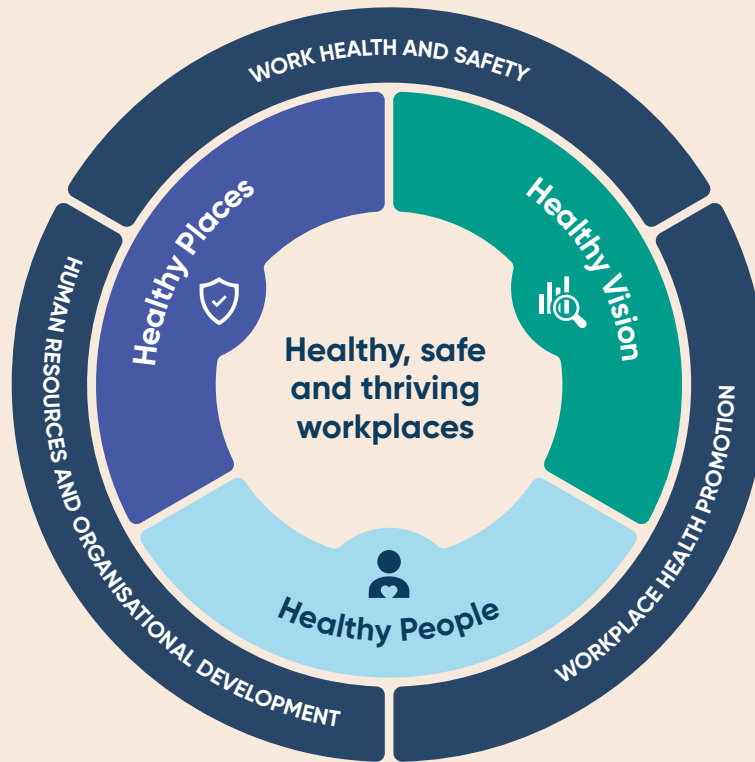 WORK HEALTH AND SAFETY
Healthy Places
Healthy Vision
Healthy, safe
and thriving
workplaces
Healthy People
HUMAN RESOURCES AND ORGANISATIONAL DEVELOPMENT
WORKPLACE HEALTH PROMOTION